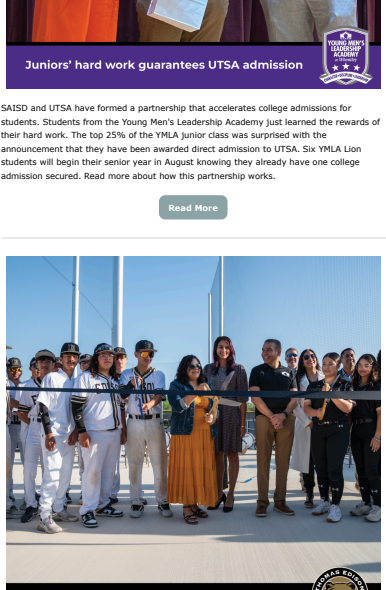 Juniors' hard work guarantees UTSA admission
YOUNG MEN'S
LEADERSHIP
ACADEMY
SAISD and UTSA have formed a partnership that accelerates college admissions for
students. Students from the Young Men's Leadership Academy just learned the rewards of
their hard work. The top 25% of the YMLA junior class was surprised with the
announcement that they have been awarded direct admission to UTSA. Six YMLA Lion
students will begin their senior year in August knowing they already have one college
admission secured. Read more about how this partnership works.
Read More
THOMAS EDISON